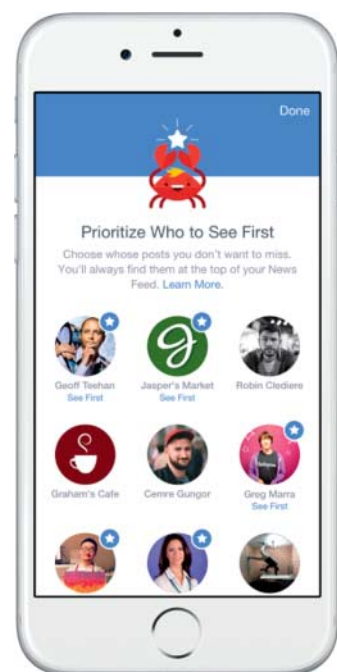 Done
Prioritize Who to See First
Choose whose posts you don't want to miss.
You'll always find them at the top of your News
Feed. Learn More.
Geoff Teehan
See First
Jasper's Market
See First
Robin Clediere
Graham's Cafe
Cemre Gungor
Greg Marra
See First